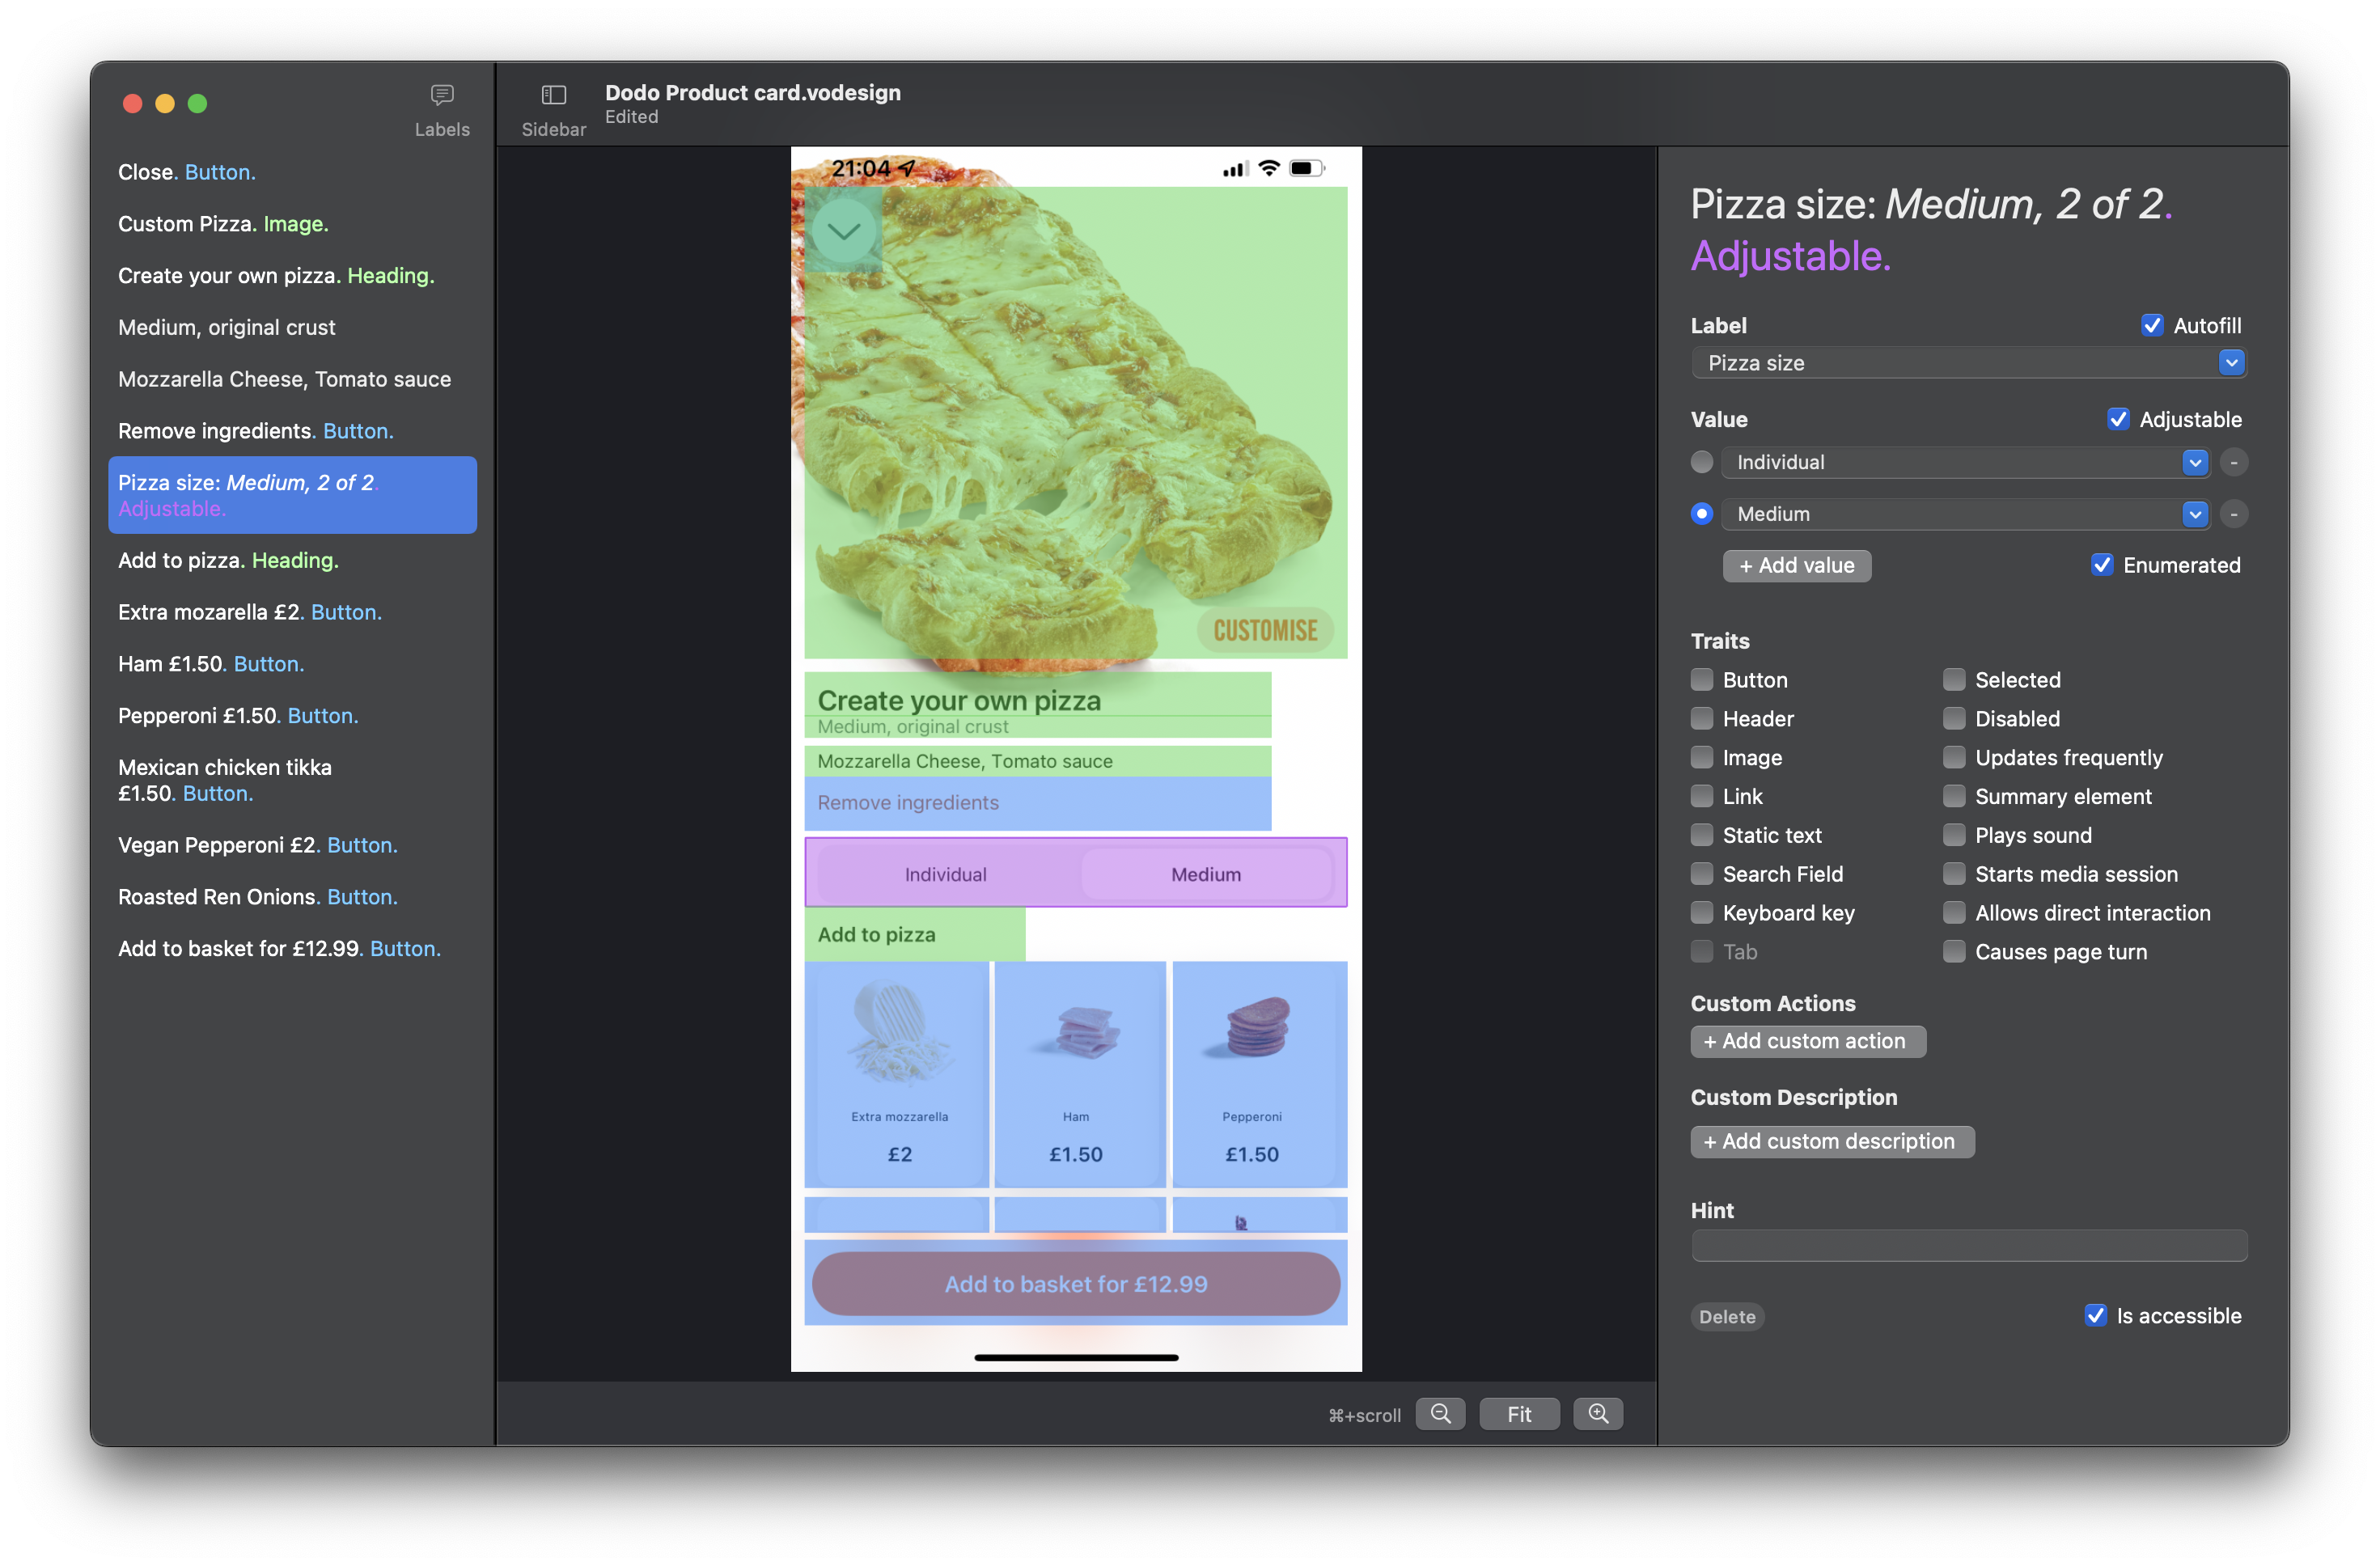 Labels
Close. Button.
Custom Pizza. Image.
Create your own pizza. Heading.
Medium, original crust
Mozzarella Cheese, Tomato sauce
Remove ingredients. Button.
Pizza size: Medium, 2 of 2.
Adjustable.
Add to pizza. Heading.
Extra mozarella £2. Button.
Ham £1.50. Button.
Pepperoni £1.50. Button.
Mexican chicken tikka
£1.50. Button.
Vegan Pepperoni £2. Button.
Roasted Ren Onions. Button.
Add to basket for £12.99. Button.
Sidebar
Dodo Product card.vodesign
Edited
21:04
CUSTOMISE
Create your own pizza
Medium, original crust
Mozzarella Cheese, Tomato sauce
Remove ingredients
Individual Medium
Add to pizza
Extra mozzarella Ham Pepperoni
£2 £1.50 £1.50
Add to basket for £12.99
⌘+scroll Fit
Pizza size: Medium, 2 of 2.
Adjustable.
Label Autofill
Pizza size
Value Adjustable
Individual -
Medium -
+ Add value Enumerated
Traits
Button Selected
Header Disabled
Image Updates frequently
Link Summary element
Static text Plays sound
Search Field Starts media session
Keyboard key Allows direct interaction
Tab Causes page turn
Custom Actions
+ Add custom action
Custom Description
+ Add custom description
Hint
Delete Is accessible